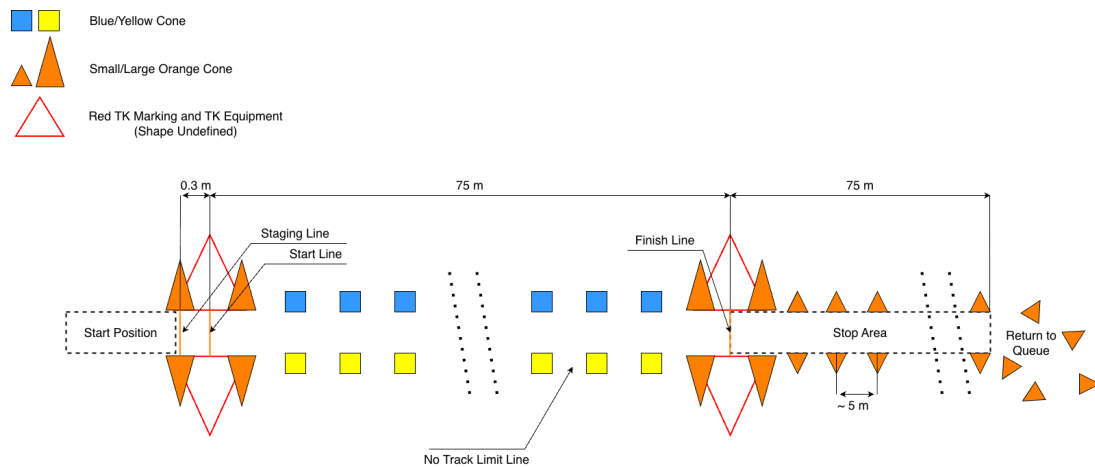 Blue/Yellow Cone
Small/Large Orange Cone
Red TK Marking and TK Equipment
(Shape Undefined)
0.3 m
75 m
75 m
Staging Line
Start Line
Finish Line
Start Position
Stop Area
Return to
Queue
~ 5 m
No Track Limit Line